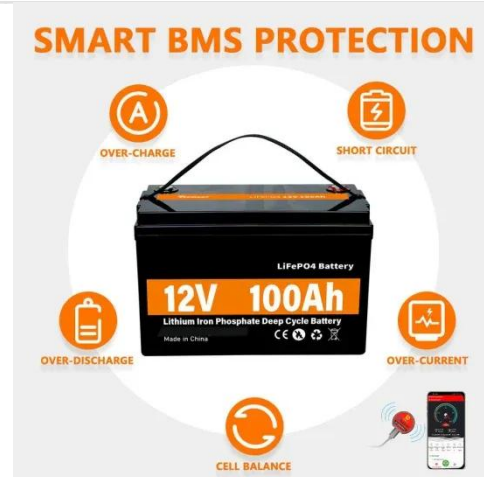 SMART BMS PROTECTION
OVER-CHARGE
SHORT CIRCUIT
LiFePO4 Battery
12V 100Ah
Lithium Iron Phosphate Deep Cycle Battery
Made in China
CE
OVER-DISCHARGE
OVER-CURRENT
CELL BALANCE